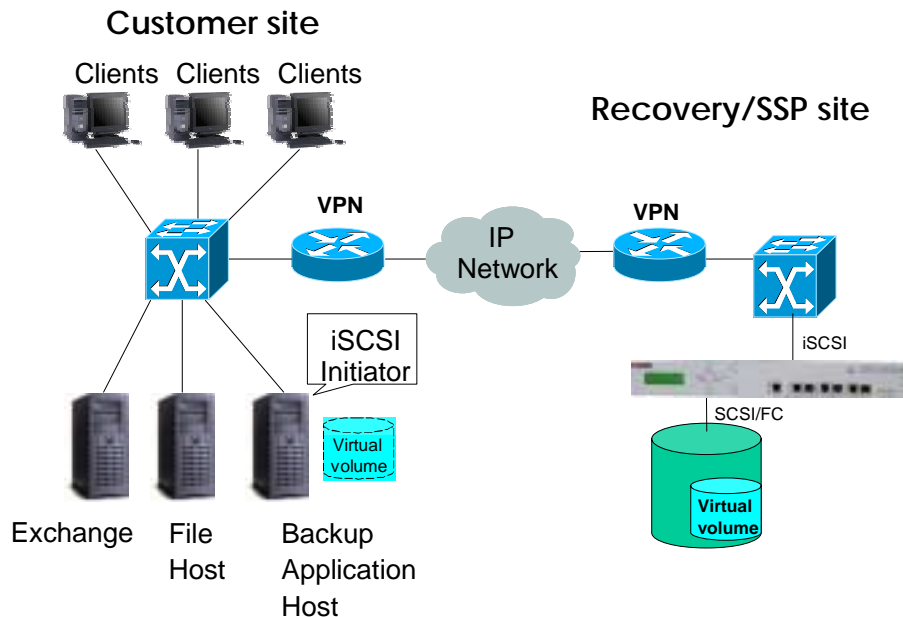 Customer site
Clients Clients Clients
Recovery/SSP site
VPN
VPN
IP
Network
iSCSI
Initiator
iSCSI
SCSI/FC
Virtual
volume
Virtual
volume
Exchange
File
Host
Backup
Application
Host